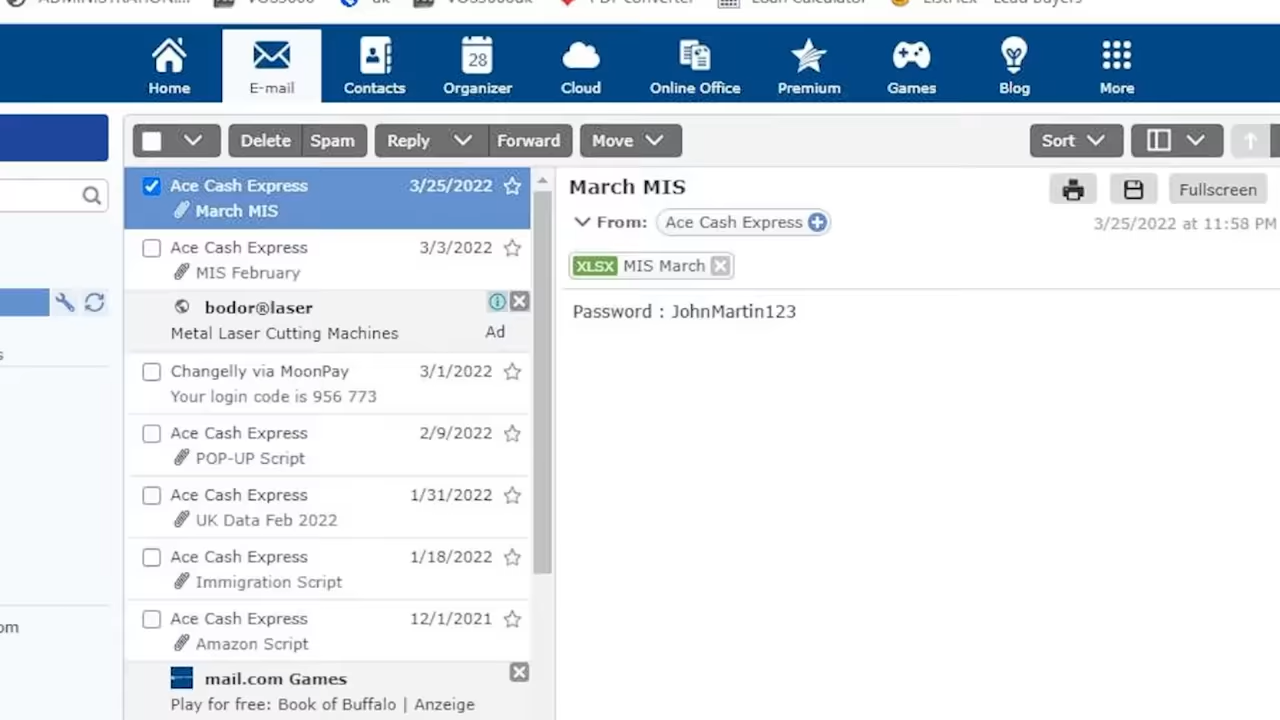 Home
E-mail
Contacts
28
Organizer
Cloud
Online Office
Premium
Games
Blog
More
Delete
Spam
Reply
Forward
Move
Sort
Ace Cash Express 3/25/2022
March MIS
Ace Cash Express 3/3/2022
MIS February
bodor®laser
Metal Laser Cutting Machines Ad
Changelly via MoonPay 3/1/2022
Your login code is 956 773
Ace Cash Express 2/9/2022
POP-UP Script
Ace Cash Express 1/31/2022
UK Data Feb 2022
Ace Cash Express 1/18/2022
Immigration Script
Ace Cash Express 12/1/2021
Amazon Script
mail.com Games
Play for free: Book of Buffalo | Anzeige
March MIS
Fullscreen
From: Ace Cash Express
3/25/2022 at 11:58 PM
XLSX MIS March
Password : JohnMartin123